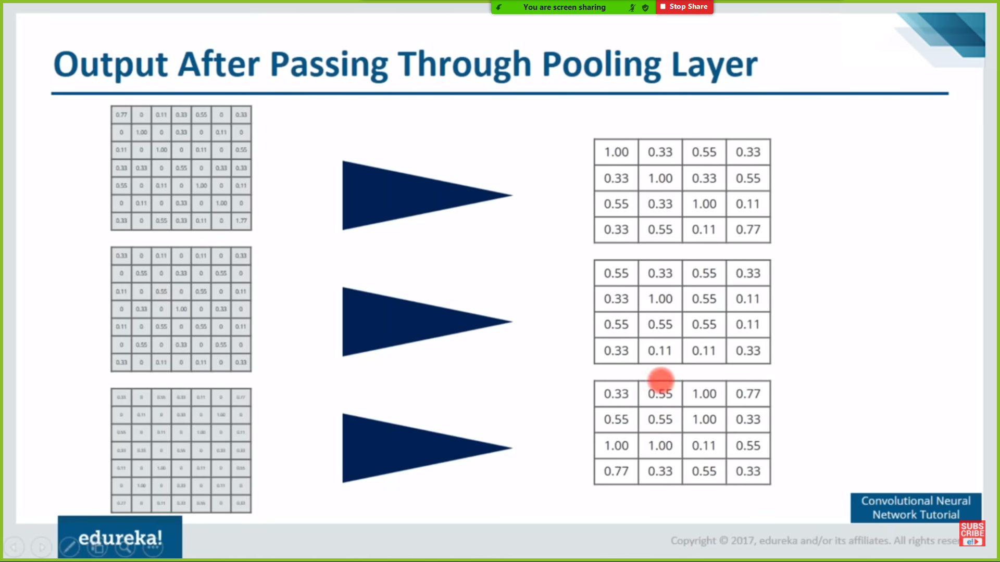 You are screen sharing
Stop Share
Output After Passing Through Pooling Layer
0.77 0 0.11 0.33 0.55 0 0.33
0 1.00 0 0.33 0 0.11 0
0.11 0 1.00 0 0.11 0 0.55
0.33 0.33 0 0.55 0 0.33 0.33
0.55 0 0.11 0 1.00 0 0.11
0 0.11 0 0.33 0 1.00 0
0.33 0 0.55 0.33 0.11 0 1.77
1.00 0.33 0.55 0.33
0.33 1.00 0.33 0.55
0.55 0.33 1.00 0.11
0.33 0.55 0.11 0.77
0.33 0 0.11 0 0.11 0 0.33
0 0.55 0 0.33 0 0.55 0
0.11 0 0.55 0 0.55 0 0.11
0 0.33 0 1.00 0 0.33 0
0.11 0 0.55 0 0.55 0 0.11
0 0.55 0 0.33 0 0.55 0
0.33 0 0.11 0 0.11 0 0.33
0.55 0.33 0.55 0.33
0.33 1.00 0.55 0.11
0.55 0.55 0.55 0.11
0.33 0.11 0.11 0.33
0.33 0 0.55 0.33 0.11 0 0.77
0 0.11 0 0.33 0 1.00 0
0.55 0 0.11 0 1.00 0 0.11
0.33 0.33 0 0.55 0 0.33 0.33
0.11 0 1.00 0 0.11 0 0.55
0 1.00 0 0.33 0 0.11 0
0.77 0 0.11 0.33 0.55 0 0.33
0.33 0.55 1.00 0.77
0.55 0.55 1.00 0.33
1.00 1.00 0.11 0.55
0.77 0.33 0.55 0.33
Convolutional Neural
Network Tutorial
edureka!
Copyright © 2017, edureka and/or its affiliates. All rights
SUBS
CRIBE
e!